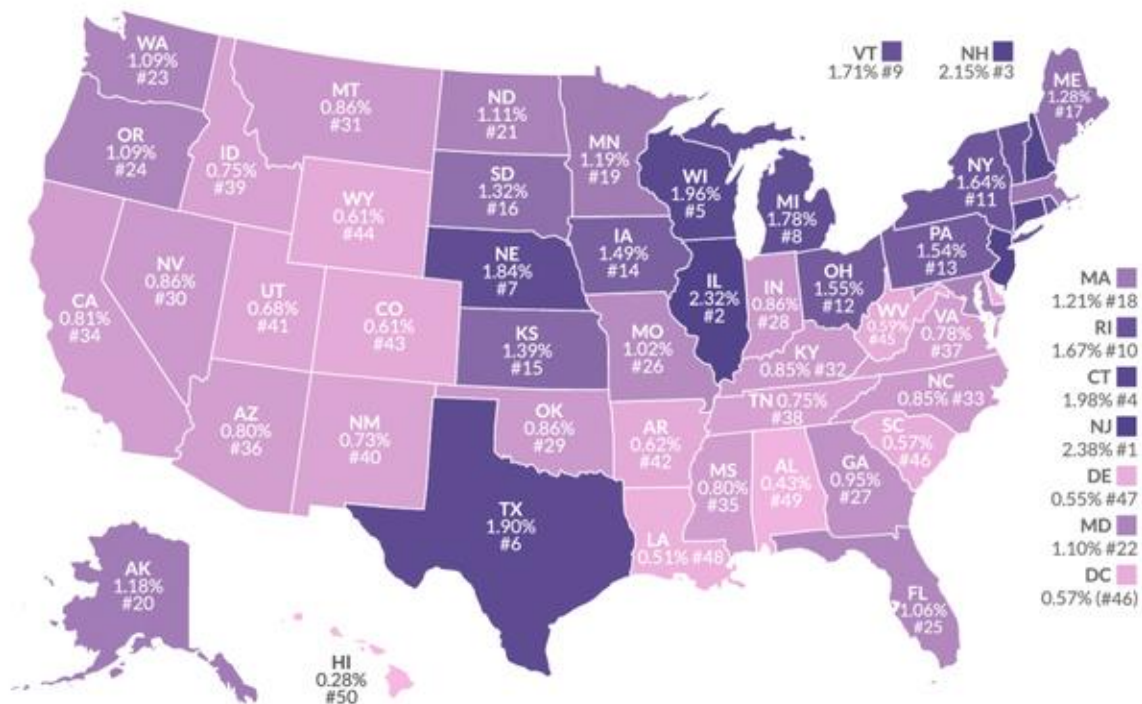 WA
1.09%
#23
OR
1.09%
#24
CA
0.81%
#34
NV
0.86%
#30
ID
0.75%
#39
MT
0.86%
#31
WY
0.61%
#44
UT
0.68%
#41
CO
0.61%
#43
AZ
0.80%
#36
NM
0.73%
#40
ND
1.11%
#21
SD
1.32%
#16
NE
1.84%
#7
KS
1.39%
#15
OK
0.86%
#29
TX
1.90%
#6
MN
1.19%
#19
IA
1.49%
#14
MO
1.02%
#26
AR
0.62%
#42
LA
0.51% #48
WI
1.96%
#5
IL
2.32%
#2
MI
1.78%
#8
IN
0.86%
#28
OH
1.55%
#12
KY
0.85% #32
TN 0.75%
#38
MS
0.80%
#35
AL
0.43%
#49
GA
0.95%
#27
FL
1.06%
#25
SC
0.57%
#46
NC
0.85% #33
VA
0.78%
#37
WV
0.59%
#45
PA
1.54%
#13
NY
1.64%
#11
ME
1.28%
#17
VT
1.71% #9
NH
2.15% #3
MA
1.21% #18
RI
1.67% #10
CT
1.98% #4
NJ
2.38% #1
DE
0.55% #47
MD
1.10% #22
DC
0.57% (#46)
AK
1.18%
#20
HI
0.28%
#50